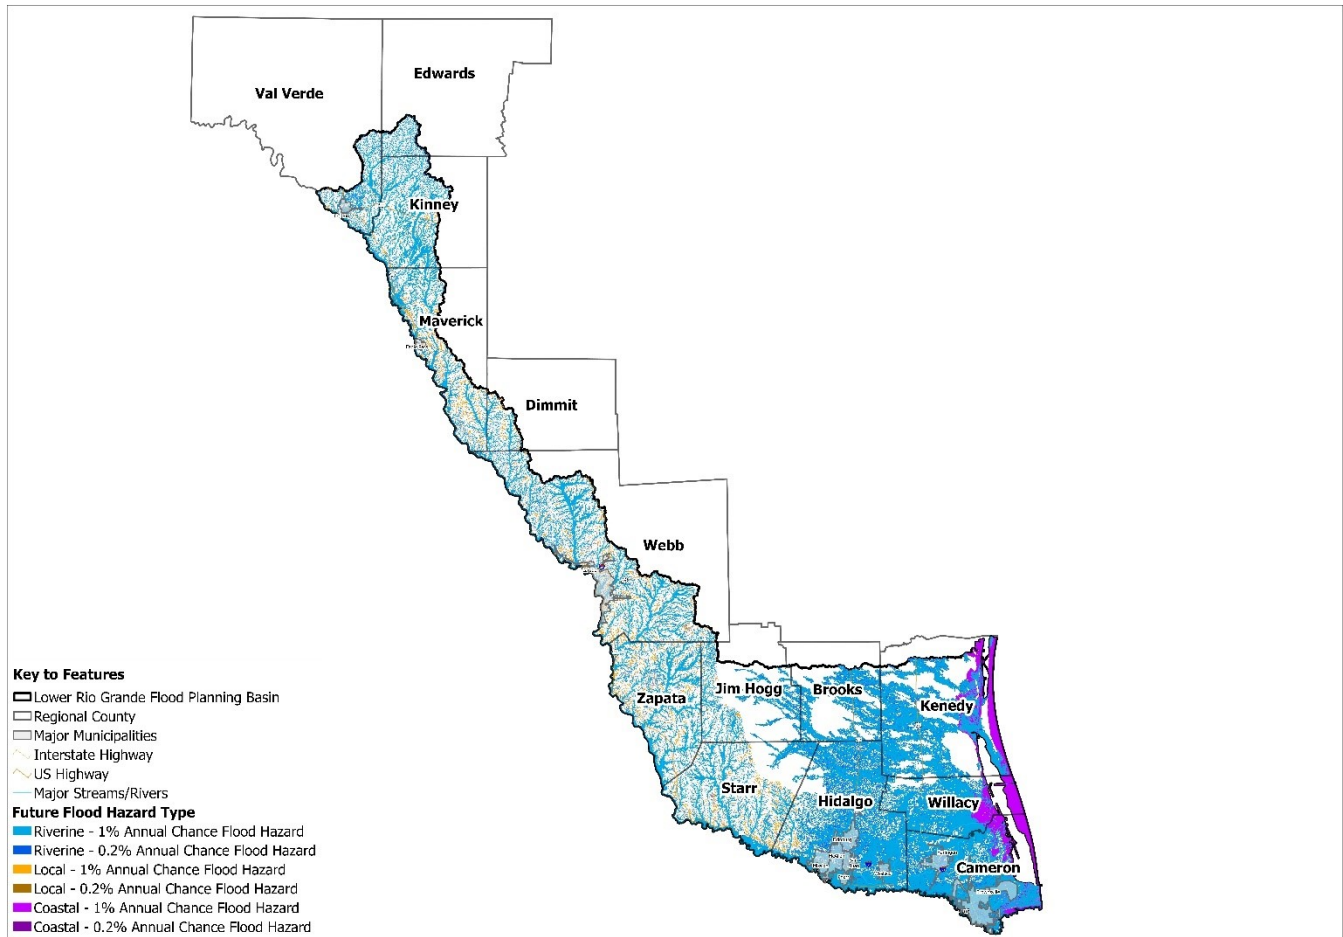 Edwards
Val Verde
Kinney
Maverick
Dimmit
Webb
Zapata
Jim Hogg
Brooks
Kenedy
Starr
Hidalgo
Willacy
Cameron
Key to Features
Lower Rio Grande Flood Planning Basin
Regional County
Major Municipalities
Interstate Highway
US Highway
Major Streams/Rivers
Future Flood Hazard Type
Riverine - 1% Annual Chance Flood Hazard
Riverine - 0.2% Annual Chance Flood Hazard
Local - 1% Annual Chance Flood Hazard
Local - 0.2% Annual Chance Flood Hazard
Coastal - 1% Annual Chance Flood Hazard
Coastal - 0.2% Annual Chance Flood Hazard